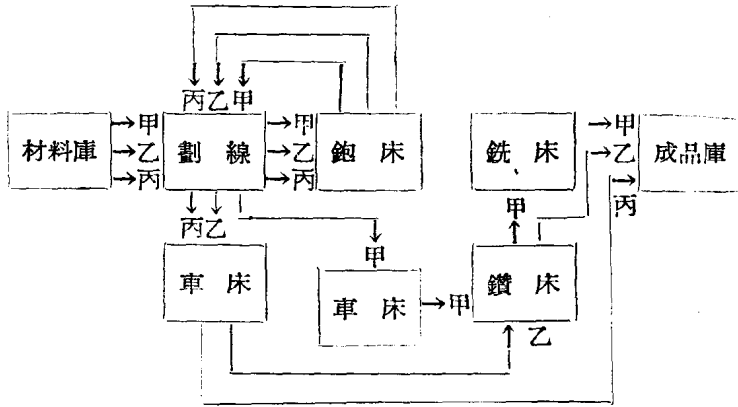 丙乙甲
材料庫 →甲 劃線 →甲 鉋床 銑床 →甲 成品庫
→乙 →乙 →乙
→丙 →丙 →丙
丙乙 甲 甲
車床 車床 →甲 鑽床
乙